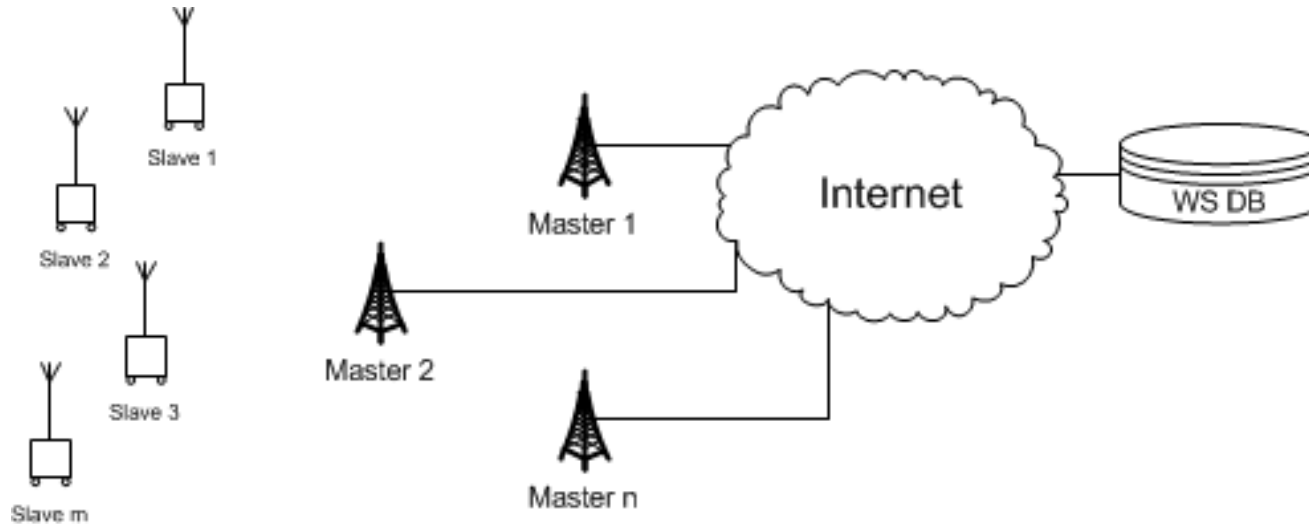 Slave 1
Master 1
Internet
WS DB
Slave 2
Master 2
Slave 3
Master n
Slave m